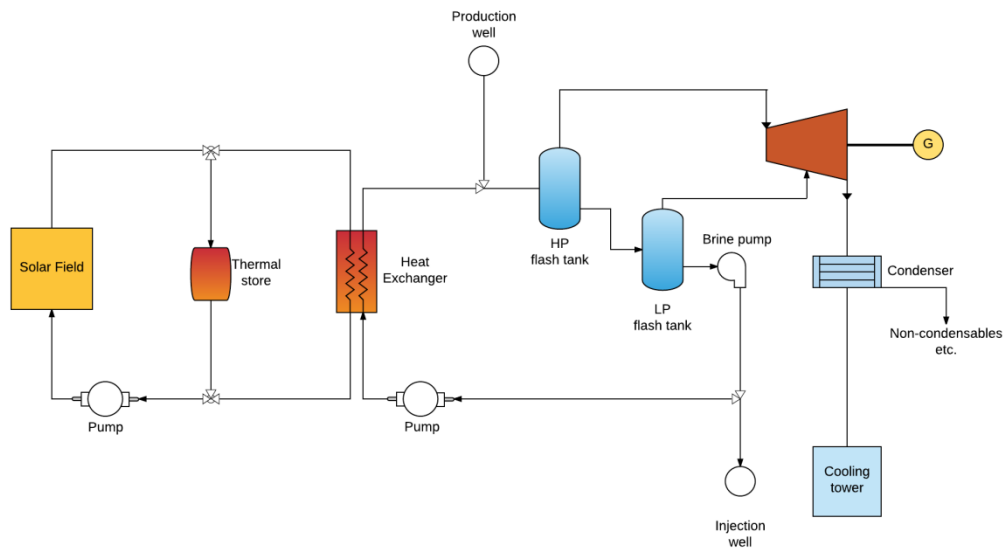 Production
well
G
Solar Field
Thermal
store
Heat
Exchanger
HP
flash tank
Brine pump
LP
flash tank
Condenser
Non-condensables
etc.
Pump
Pump
Cooling
tower
Injection
well